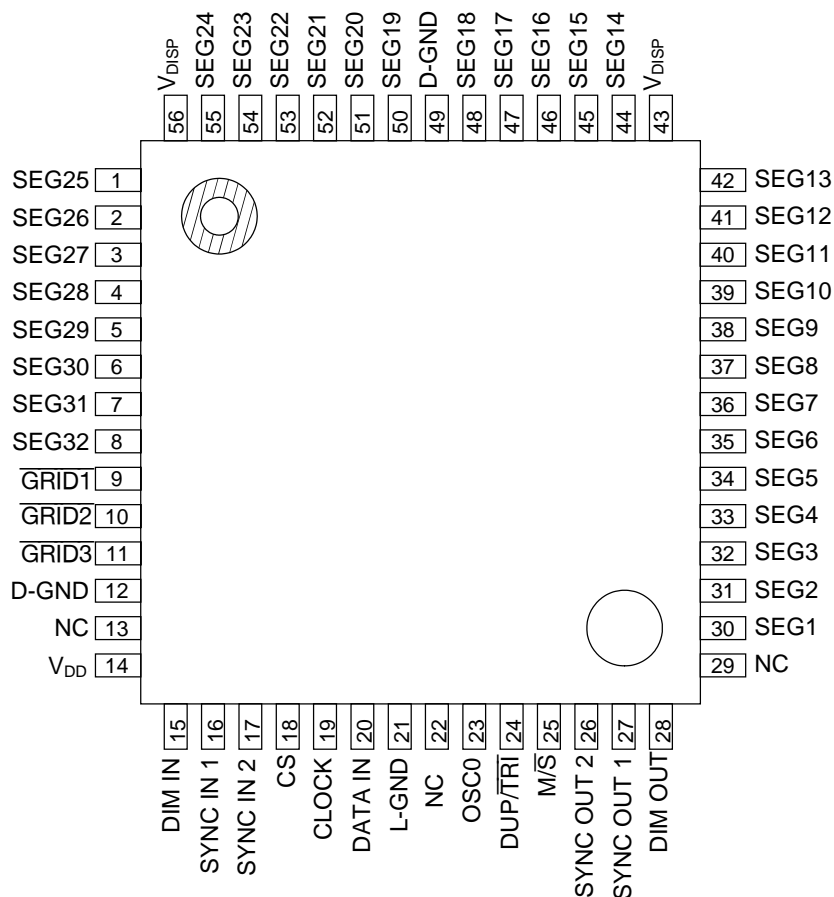 VDISP
SEG24
SEG23
SEG22
SEG21
SEG20
SEG19
D-GND
SEG18
SEG17
SEG16
SEG15
SEG14
VDISP
56
55
54
53
52
51
50
49
48
47
46
45
44
43
SEG25 1
SEG26 2
SEG27 3
SEG28 4
SEG29 5
SEG30 6
SEG31 7
SEG32 8
GRID1 9
GRID2 10
GRID3 11
D-GND 12
NC 13
VDD 14
42 SEG13
41 SEG12
40 SEG11
39 SEG10
38 SEG9
37 SEG8
36 SEG7
35 SEG6
34 SEG5
33 SEG4
32 SEG3
31 SEG2
30 SEG1
29 NC
15
16
17
18
19
20
21
22
23
24
25
26
27
28
DIM IN
SYNC IN 1
SYNC IN 2
CS
CLOCK
DATA IN
L-GND
NC
OSC0
DUP/TRI
M/S
SYNC OUT 2
SYNC OUT 1
DIM OUT